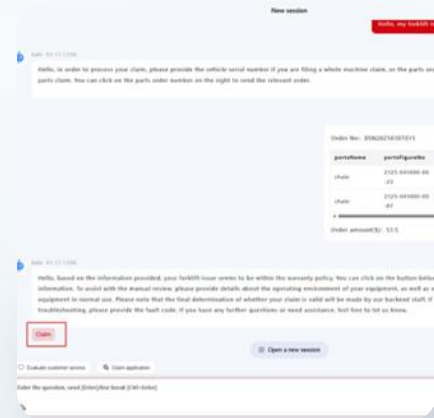 New session
Hello, my forklift
Hello, in order to process your claim, please provide the vehicle serial number if you are filing a whole machine claim, or the parts
parts claim. You can click on the parts order number on the right to send the relevant order.
Order No:
partsName partsFigureNo
chain
chain
Order amount($): 53.5
Hello, based on the information provided, your forklift issue seems to be within the warranty policy. You can click on the button below
information. To assist with the manual review, please provide details about the operating environment of your equipment, as well as
equipment in normal use. Please note that the final determination of whether your claim is valid will be made by our backend staff. If
troubleshooting, please provide the fault code. If you have any further questions or need assistance, feel free to let us know.
Claim
Open a new session
Evaluate customer service Claim application
Enter the question, send [Enter]/line break [Ctrl+Enter]